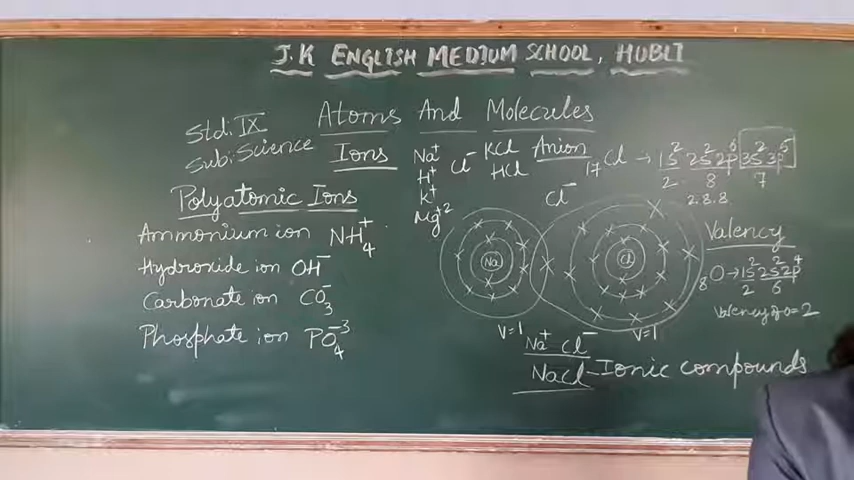 J.K ENGLISH MEDIUM SCHOOL, HUBLI
Std: IX
Sub: Science
Atoms And Molecules
Ions
Polyatomic Ions
Ammonium ion NH₄⁺
Hydroxide ion OH⁻
Carbonate ion CO₃⁻
Phosphate ion PO₄⁻³
Na⁺ Cl⁻ KCl
H⁺ HCl
K⁺
Mg⁺²
Anion
₁₇Cl → 1s² 2s² 2p⁶ 3s² 3p⁵
2 8 7
Cl⁻
2.8.8.
Na
Cl
V=1
V=1
Na⁺ Cl⁻
NaCl - Ionic compounds
Valency
₈O → 1s² 2s² 2p⁴
2 6
Valency of O = 2